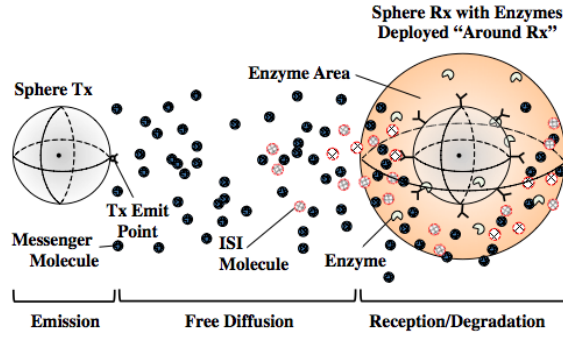 Sphere Rx with Enzymes
Deployed “Around Rx”
Enzyme Area
Sphere Tx
Tx Emit
Point
Messenger
Molecule
ISI
Molecule
Enzyme
Emission
Free Diffusion
Reception/Degradation